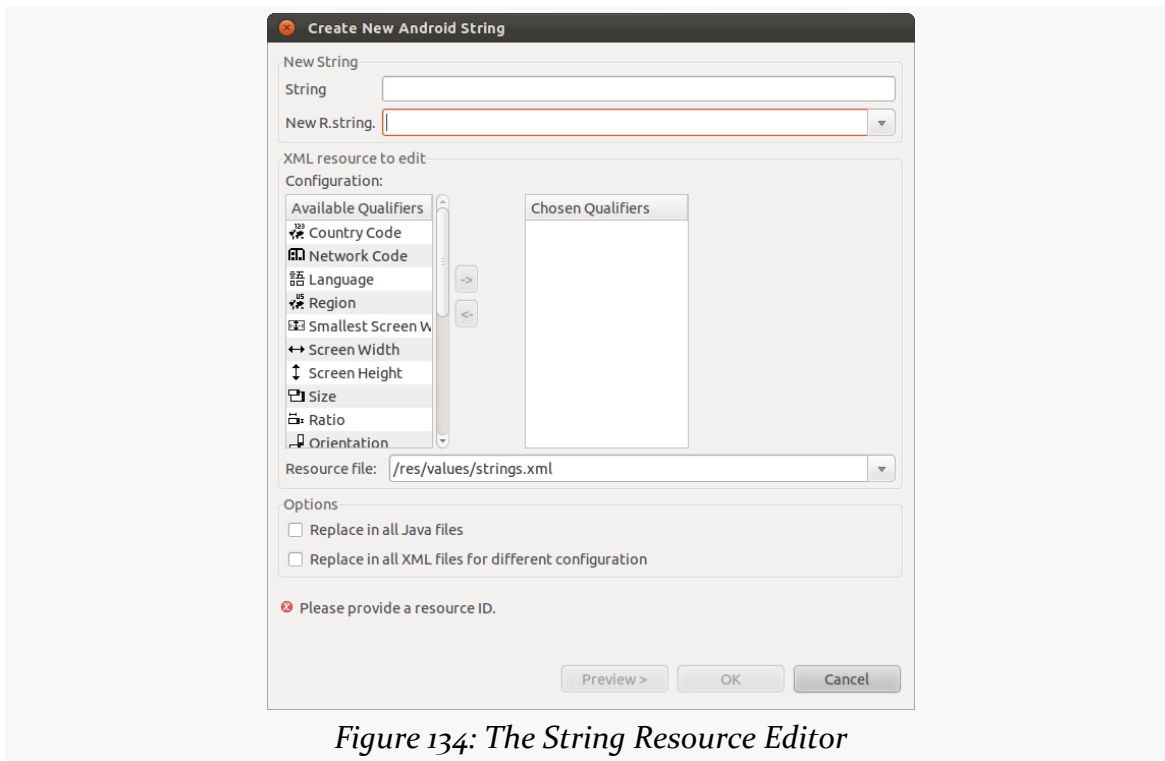 Create New Android String
New String
String
New R.string.
XML resource to edit
Configuration:
Available Qualifiers
Chosen Qualifiers
123
Country Code
Network Code
語 Language
US
Region
Smallest Screen W
Screen Width
Screen Height
Size
Ratio
Orientation
->
<-
Resource file: /res/values/strings.xml
Options
Replace in all Java files
Replace in all XML files for different configuration
Please provide a resource ID.
Preview >
OK
Cancel
Figure 134: The String Resource Editor